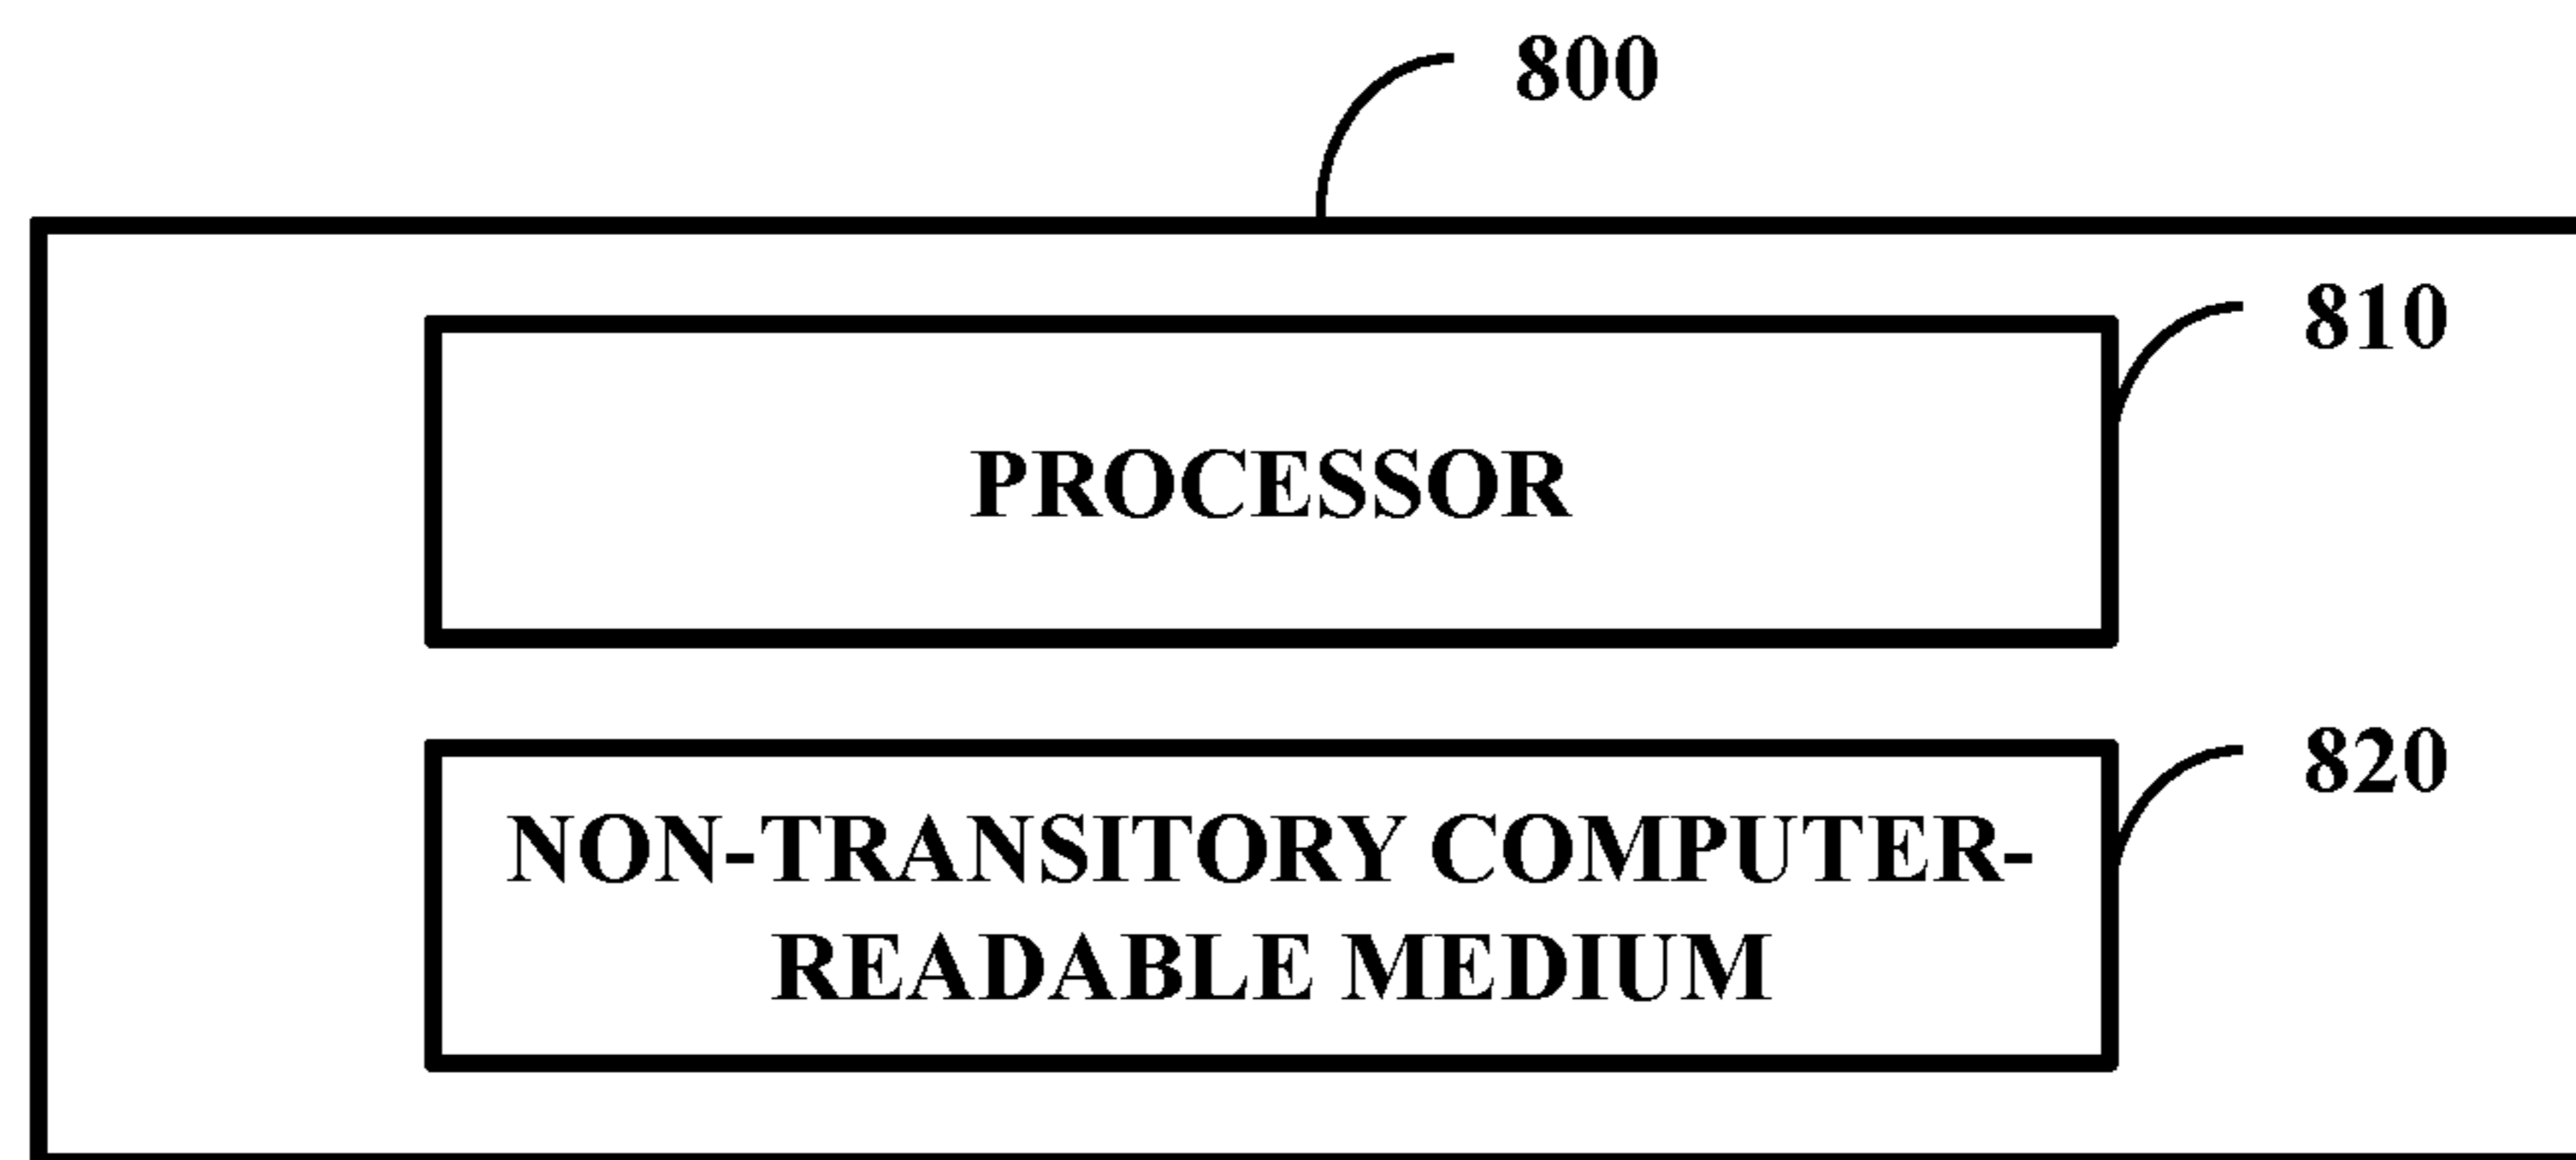 800
810
PROCESSOR
820
NON-TRANSITORY COMPUTER-
READABLE MEDIUM